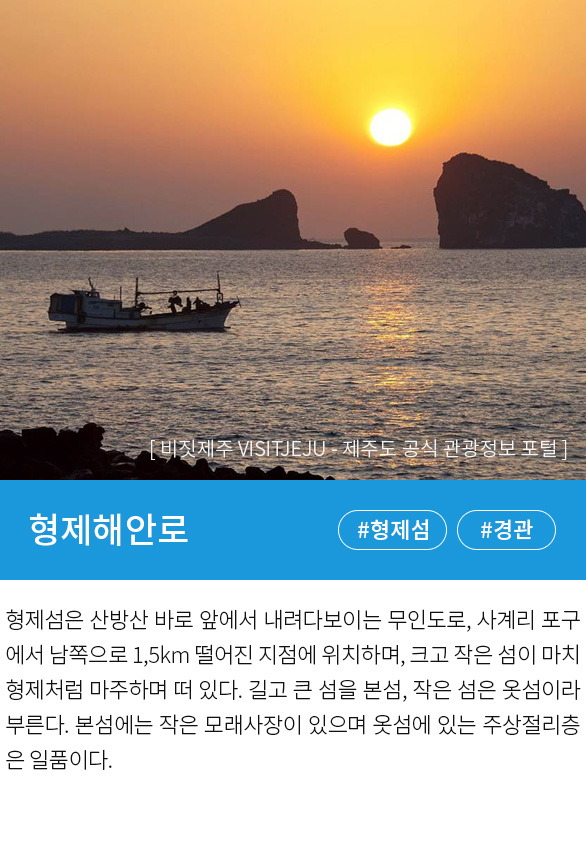 [ 비짓제주 VISITJEJU - 제주도 공식 관광정보 포털 ]
형제해안로
#형제섬
#경관
형제섬은 산방산 바로 앞에서 내려다보이는 무인도로, 사계리 포구
에서 남쪽으로 1,5km 떨어진 지점에 위치하며, 크고 작은 섬이 마치
형제처럼 마주하며 떠 있다. 길고 큰 섬을 본섬, 작은 섬은 옷섬이라
부른다. 본섬에는 작은 모래사장이 있으며 옷섬에 있는 주상절리층
은 일품이다.